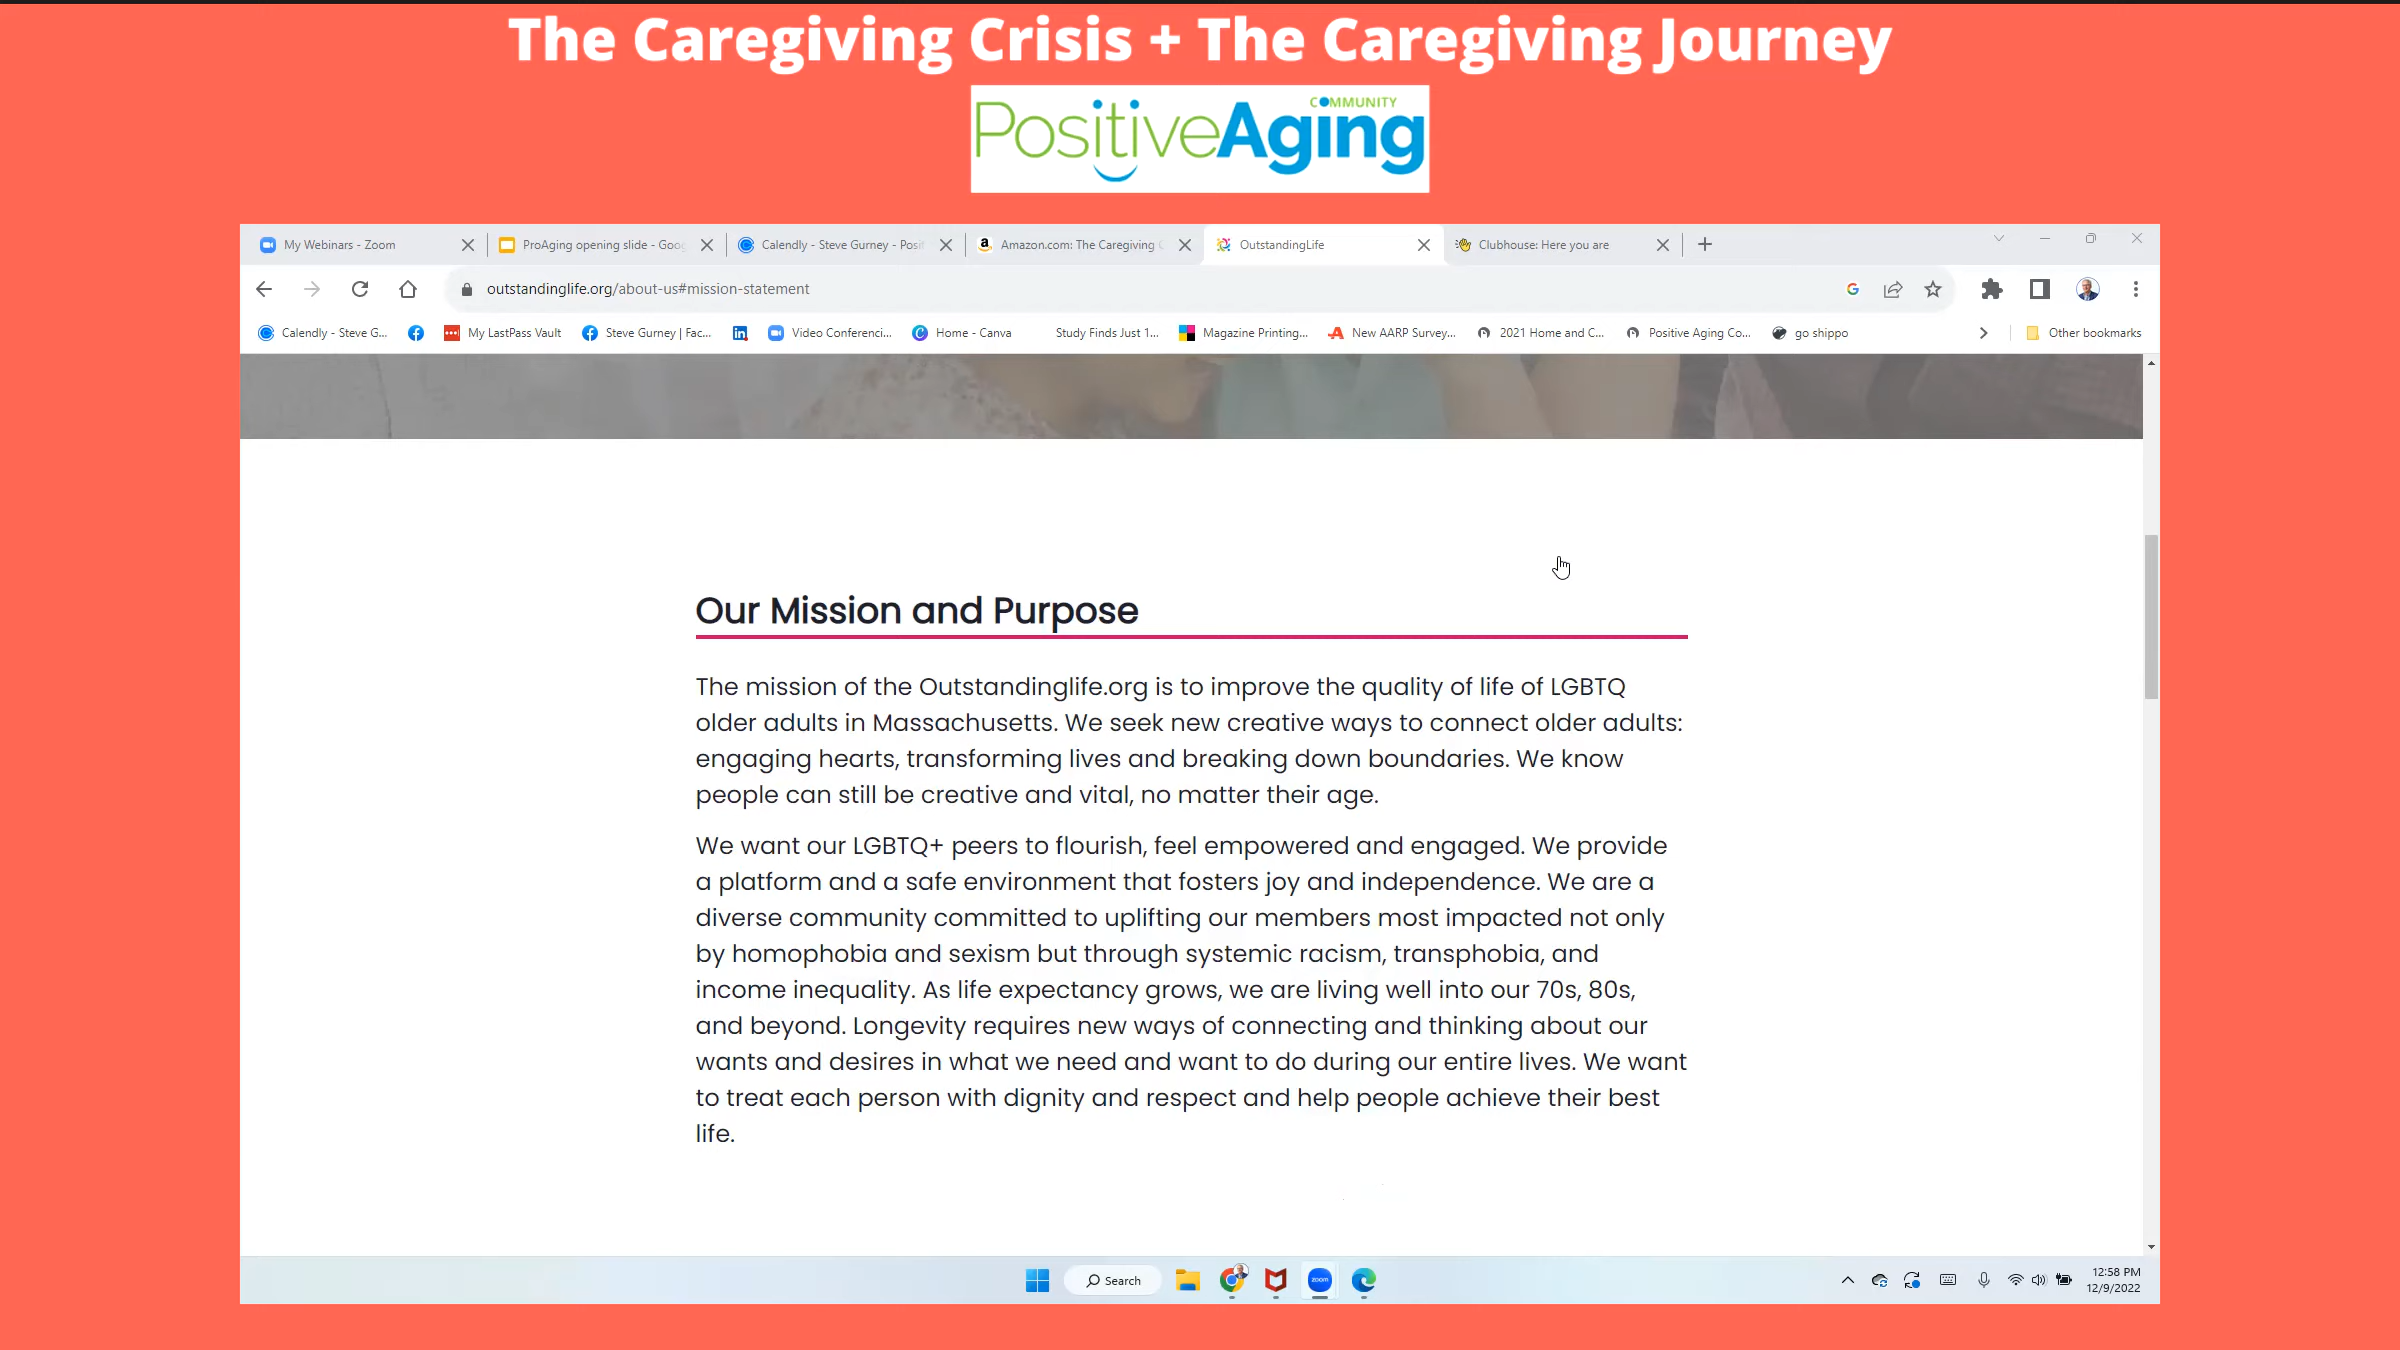 The Caregiving Crisis + The Caregiving Journey
COMMUNITY
PositiveAging
My Webinars - Zoom
ProAging opening slide - Goo
Calendly - Steve Gurney - Posi
Amazon.com: The Caregiving C
OutstandingLife
Clubhouse: Here you are
outstandinglife.org/about-us#mission-statement
Calendly - Steve G...
My LastPass Vault
Steve Gurney | Fac...
Video Conferenci...
Home - Canva
Study Finds Just 1...
Magazine Printing...
New AARP Survey...
2021 Home and C...
Positive Aging Co...
go shippo
Other bookmarks
Our Mission and Purpose
The mission of the Outstandinglife.org is to improve the quality of life of LGBTQ
older adults in Massachusetts. We seek new creative ways to connect older adults:
engaging hearts, transforming lives and breaking down boundaries. We know
people can still be creative and vital, no matter their age.
We want our LGBTQ+ peers to flourish, feel empowered and engaged. We provide
a platform and a safe environment that fosters joy and independence. We are a
diverse community committed to uplifting our members most impacted not only
by homophobia and sexism but through systemic racism, transphobia, and
income inequality. As life expectancy grows, we are living well into our 70s, 80s,
and beyond. Longevity requires new ways of connecting and thinking about our
wants and desires in what we need and want to do during our entire lives. We want
to treat each person with dignity and respect and help people achieve their best
life.
Search
zoom
12:58 PM
12/9/2022